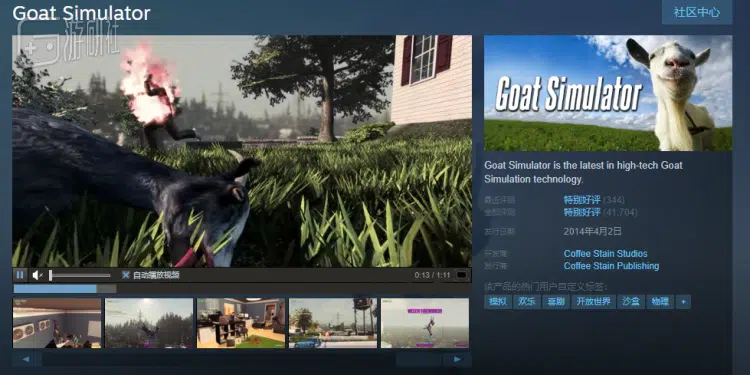 Goat Simulator
社区中心
游研社
Goat Simulator
Goat Simulator is the latest in high-tech Goat
Simulation technology.
最近评测 特别好评 (344)
全部评测 特别好评 (41,704)
发行日期 2014年4月2日
开发商 Coffee Stain Studios
发行商 Coffee Stain Publishing
该产品的热门用户自定义标签:
模拟 欢乐 喜剧 开放世界 沙盒 物理 +
自动播放视频 0:13 / 1:11